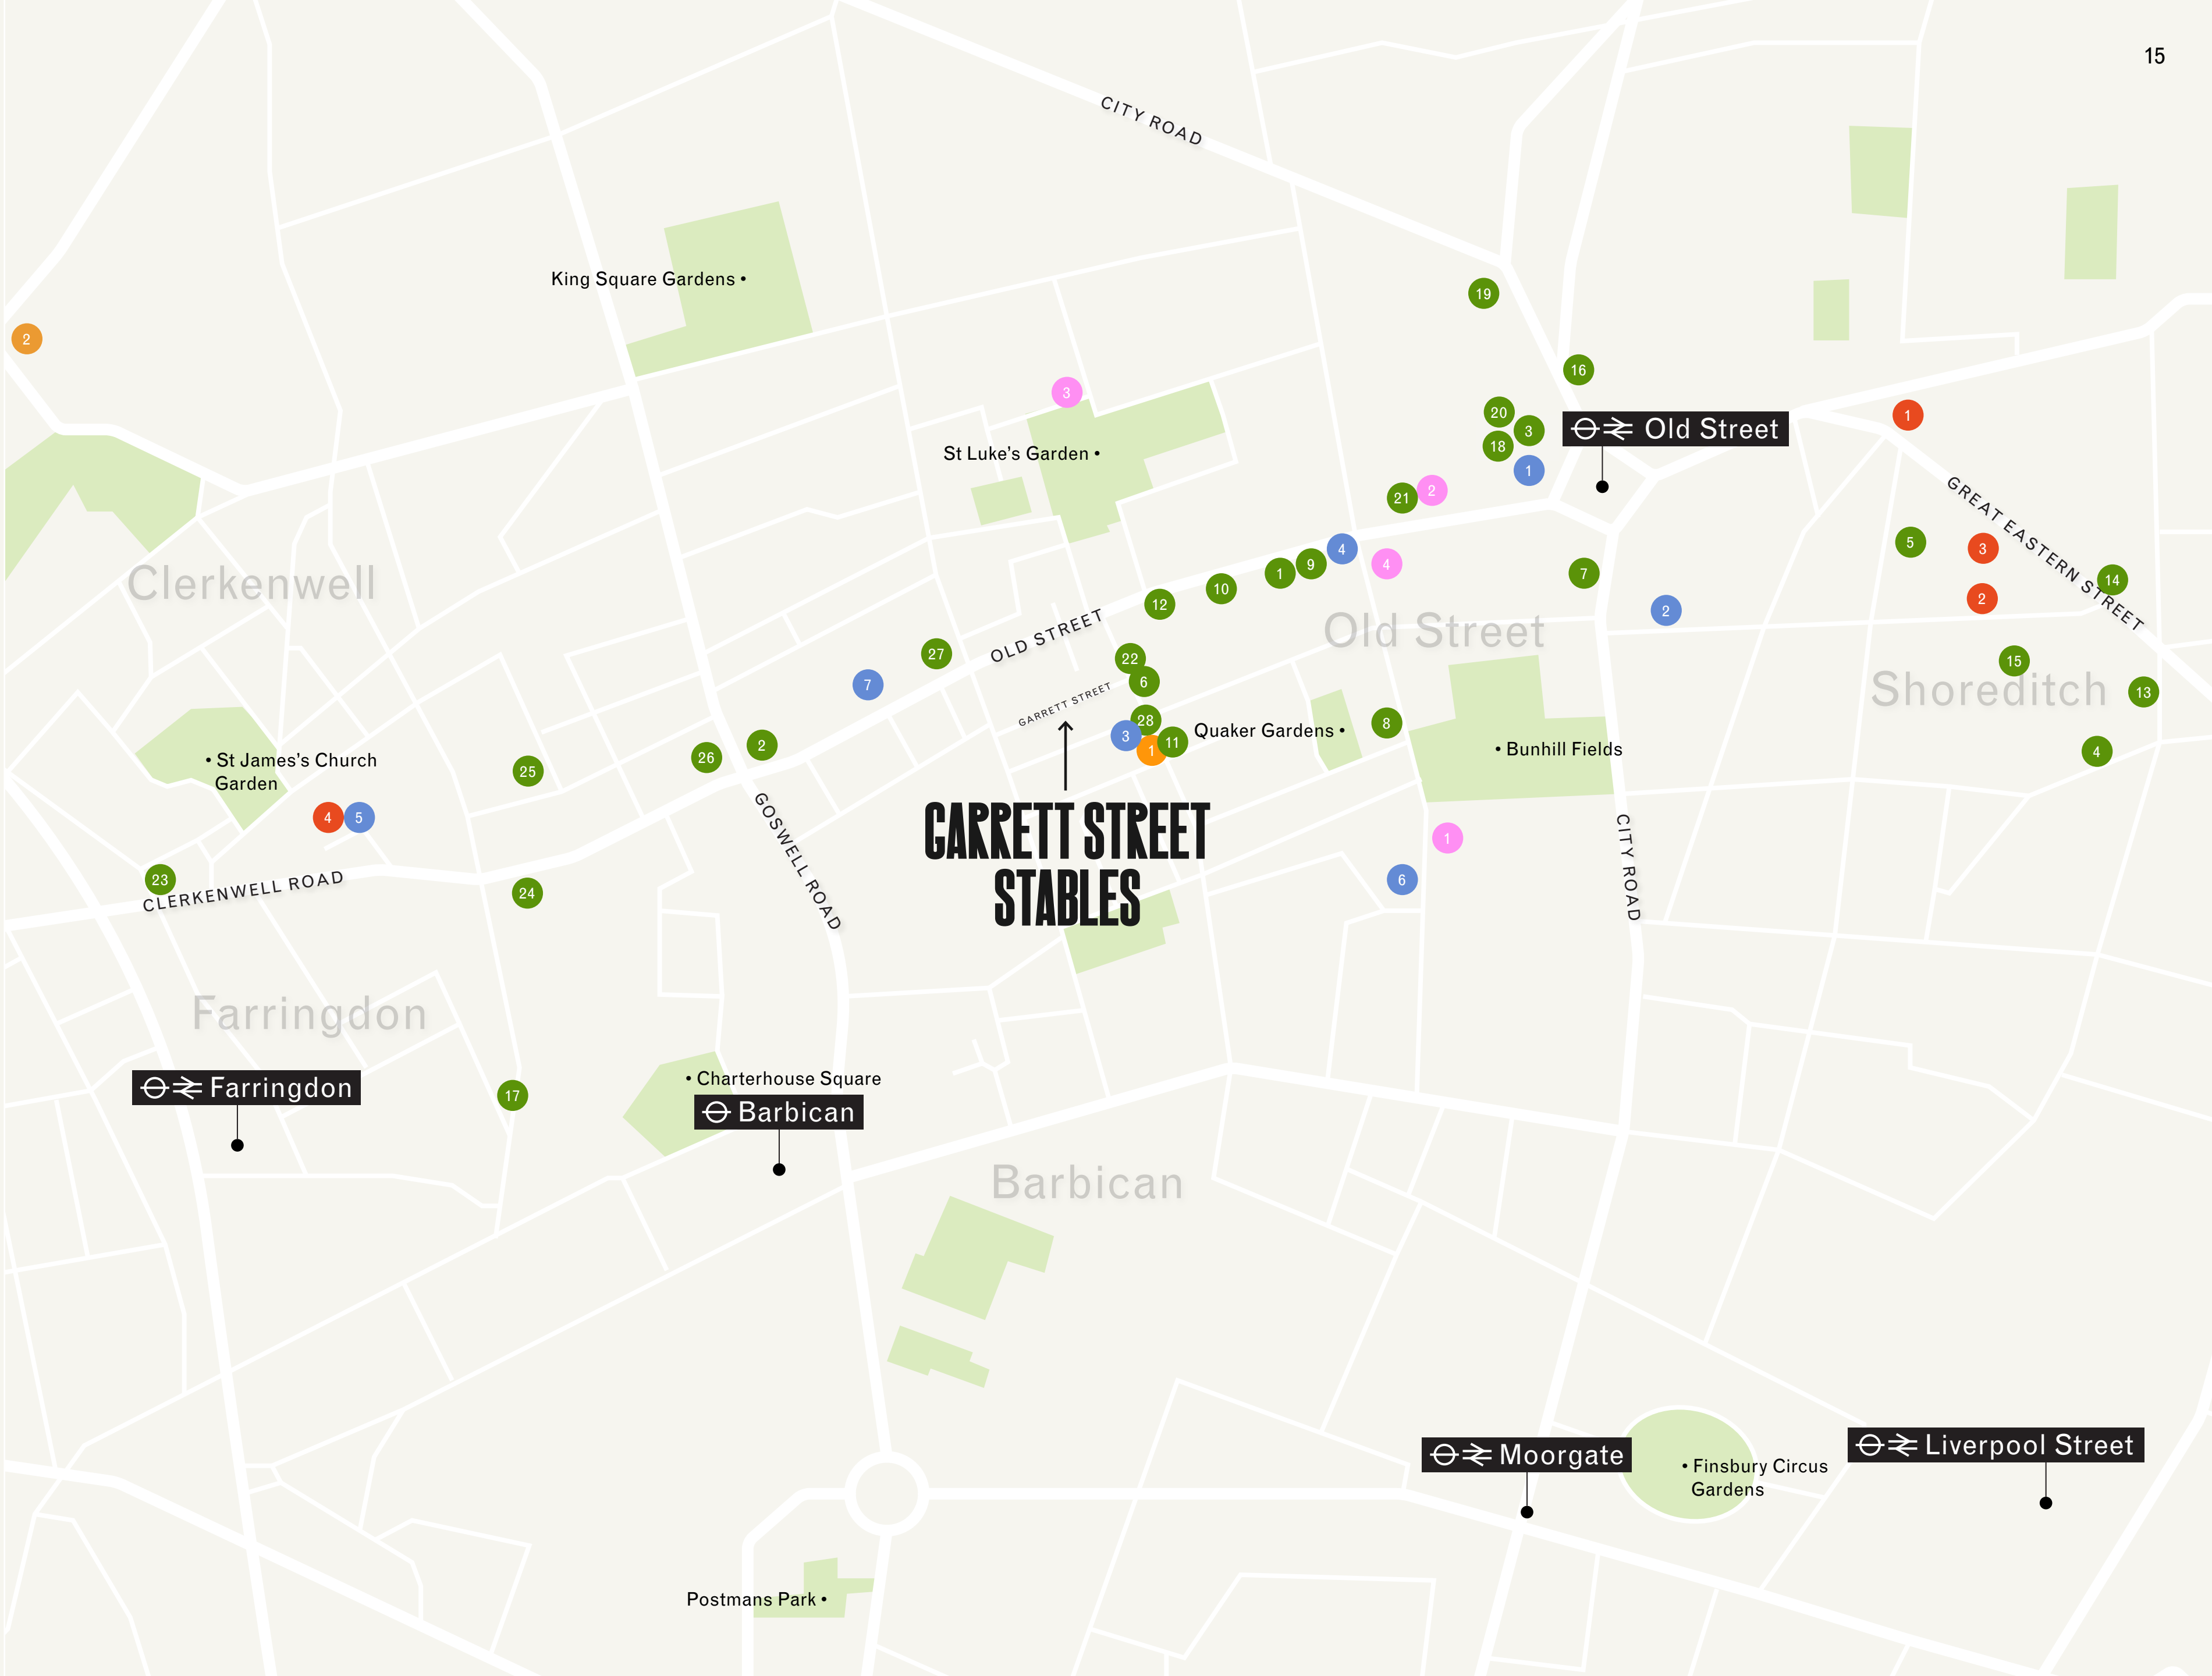 15
CITY ROAD
King Square Gardens •
19
2
16
3
20
3
Old Street
1
St Luke's Garden •
18
1
21
2
GREAT EASTERN STREET
5
3
4
9
4
1
7
14
Clerkenwell
10
12
2
2
OLD STREET
Old Street
27
22
15
7
6
GARRETT STREET
Shoreditch
13
28
3
11
1
Quaker Gardens •
8
• Bunhill Fields
4
26
2
• St James's Church
Garden
25
4
5
GARRETT STREET
STABLES
GOSWELL ROAD
CITY ROAD
1
23
CLERKENWELL ROAD
24
6
Farringdon
Farringdon
17
• Charterhouse Square
Barbican
Barbican
Moorgate
• Finsbury Circus
Gardens
Liverpool Street
Postmans Park •